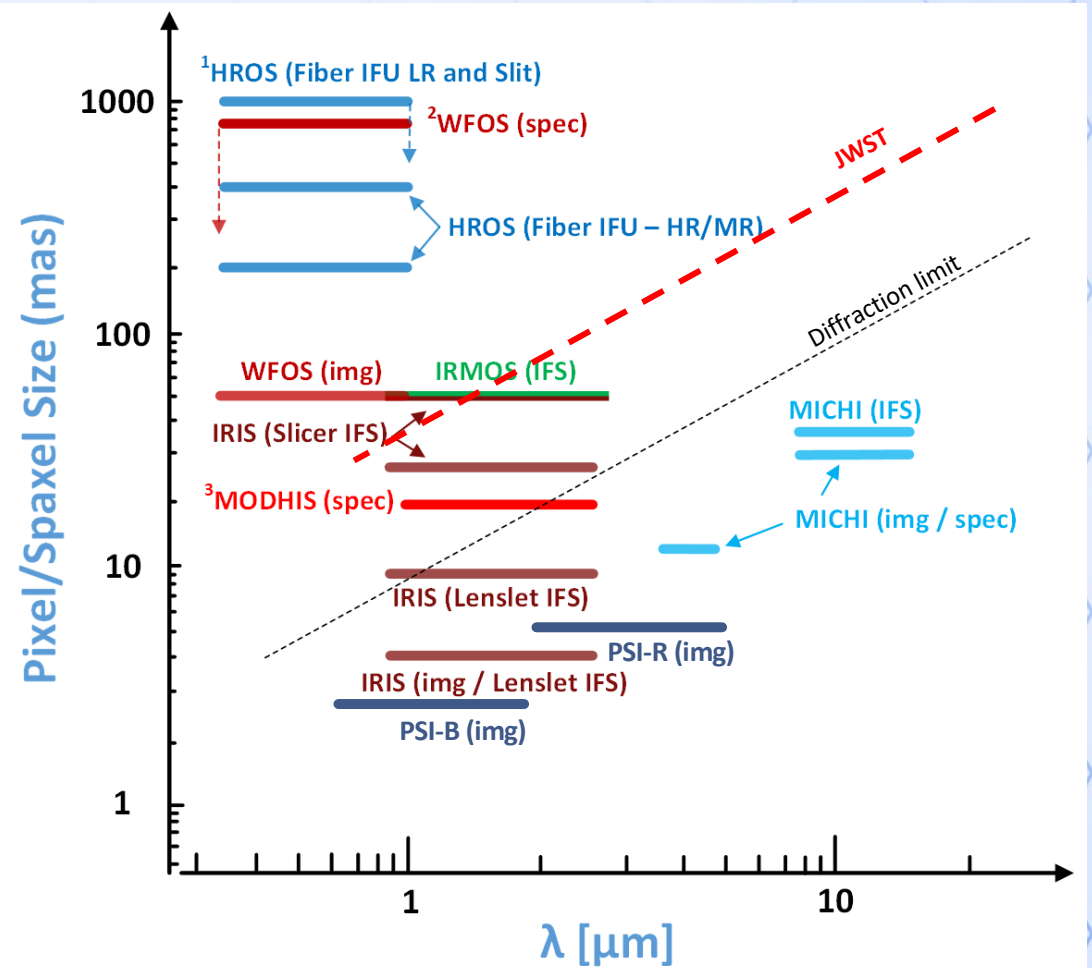 ¹HROS (Fiber IFU LR and Slit)
1000
²WFOS (spec)
JWST
HROS (Fiber IFU – HR/MR)
Pixel/Spaxel Size (mas)
Diffraction limit
100
WFOS (img)
IRMOS (IFS)
MICHI (IFS)
IRIS (Slicer IFS)
³MODHIS (spec)
MICHI (img / spec)
10
IRIS (Lenslet IFS)
PSI-R (img)
IRIS (img / Lenslet IFS)
PSI-B (img)
1
1
10
λ [μm]